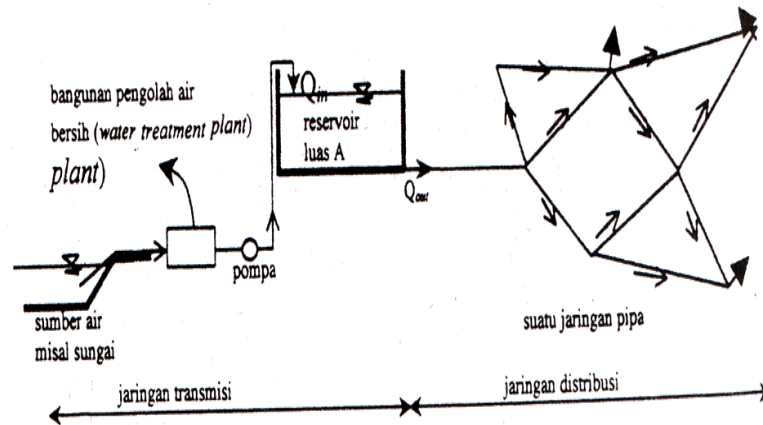 bangunan pengolah air
bersih (water treatment plant)
plant)
Qin
reservoir
luas A
Qout
pompa
sumber air
misal sungai
suatu jaringan pipa
jaringan transmisi
jaringan distribusi